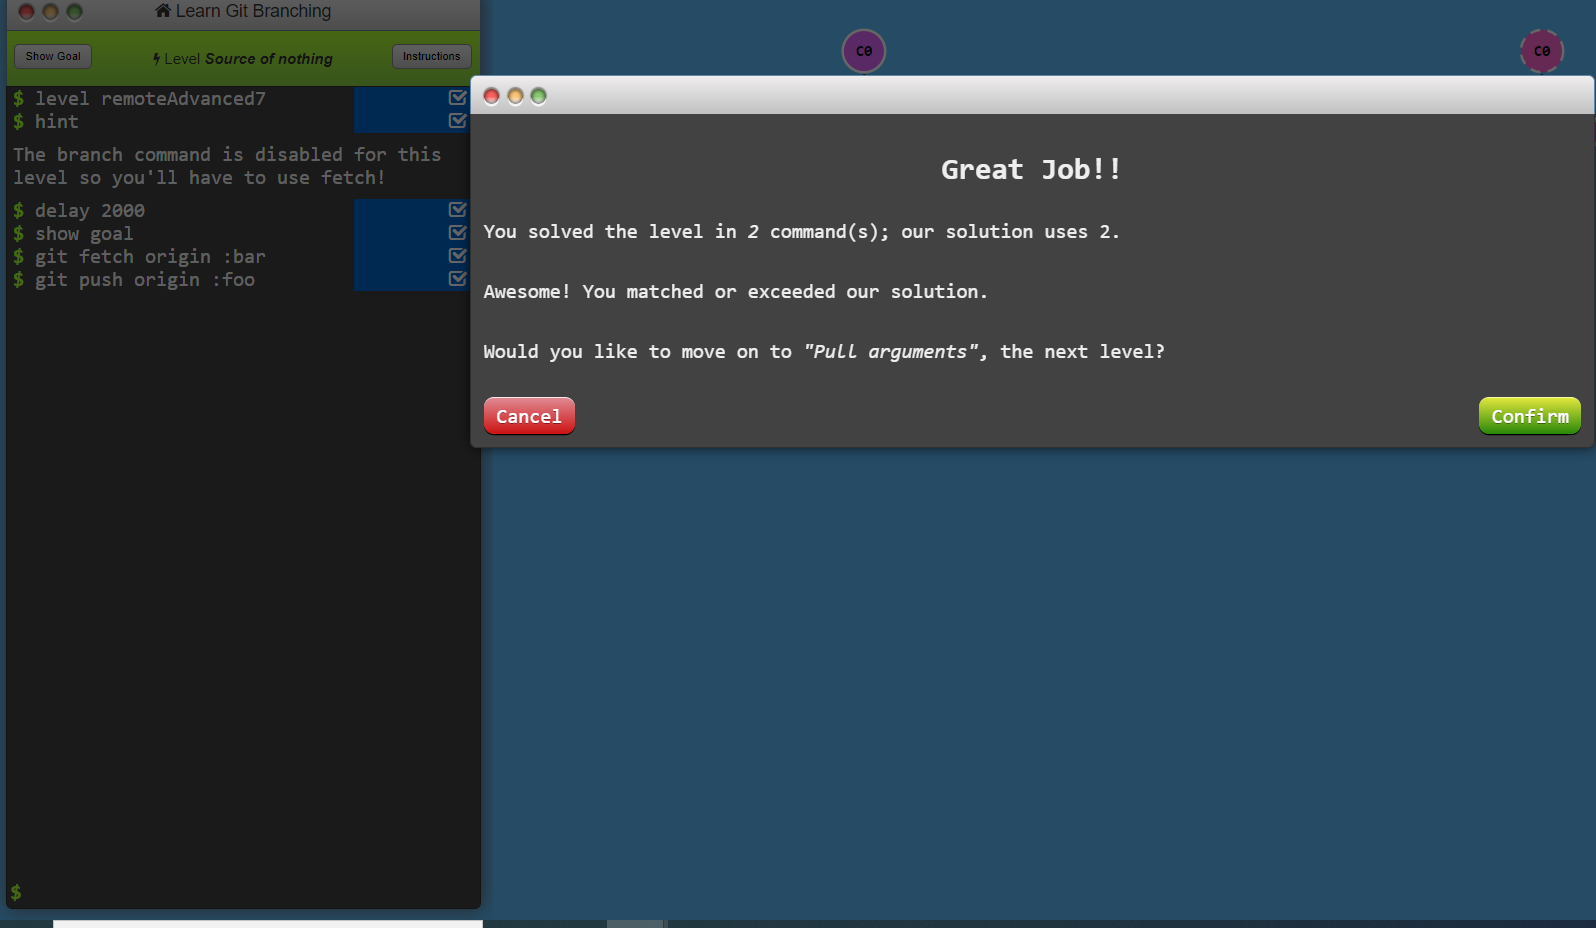 Learn Git Branching
Show Goal
Level Source of nothing
Instructions
$ level remoteAdvanced7
$ hint
The branch command is disabled for this
level so you'll have to use fetch!
$ delay 2000
$ show goal
$ git fetch origin :bar
$ git push origin :foo
$
C0
C0
Great Job!!
You solved the level in 2 command(s); our solution uses 2.
Awesome! You matched or exceeded our solution.
Would you like to move on to "Pull arguments", the next level?
Cancel
Confirm